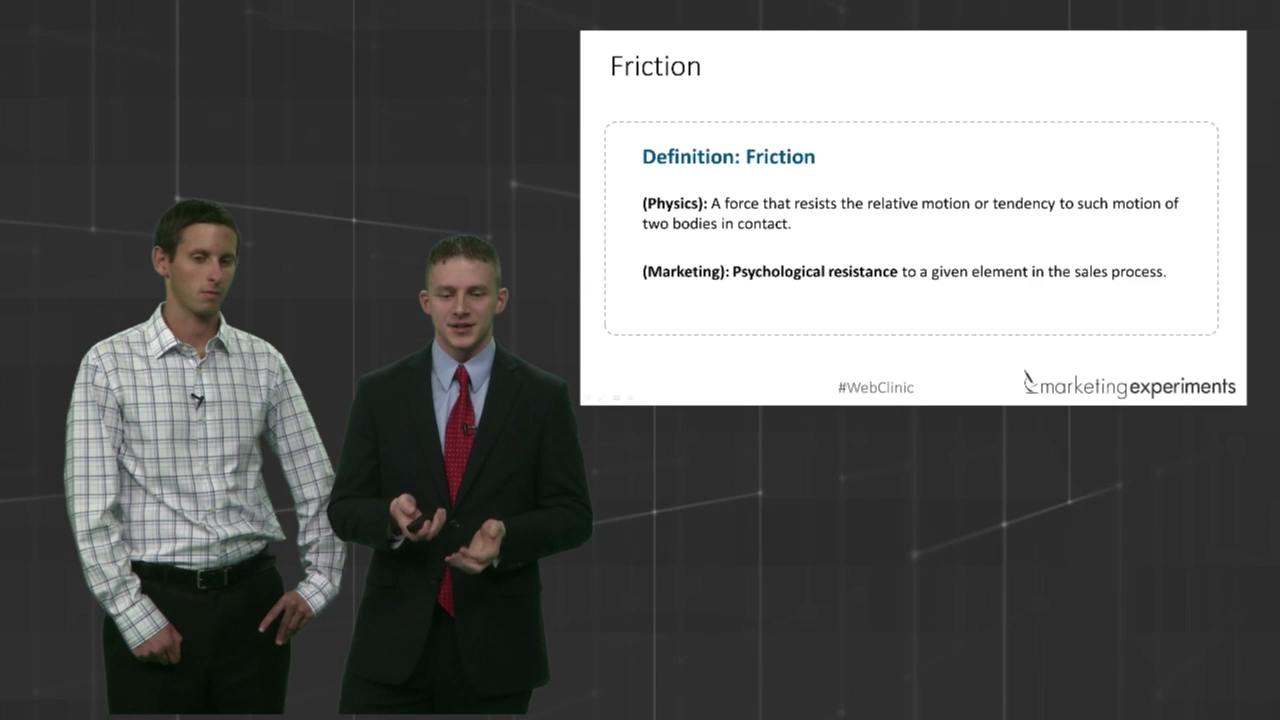 Friction
Definition: Friction
(Physics): A force that resists the relative motion or tendency to such motion of
two bodies in contact.
(Marketing): Psychological resistance to a given element in the sales process.
#WebClinic
marketingexperiments